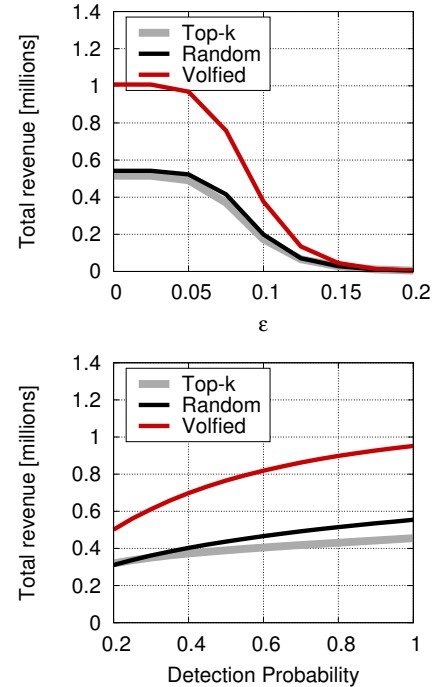 Total revenue [millions]
1.4
1.2
1
0.8
0.6
0.4
0.2
0
Top-k
Random
Volfied
0 0.05 0.1 0.15 0.2
ε
Total revenue [millions]
1.4
1.2
1
0.8
0.6
0.4
0.2
0
Top-k
Random
Volfied
0.2 0.4 0.6 0.8 1
Detection Probability